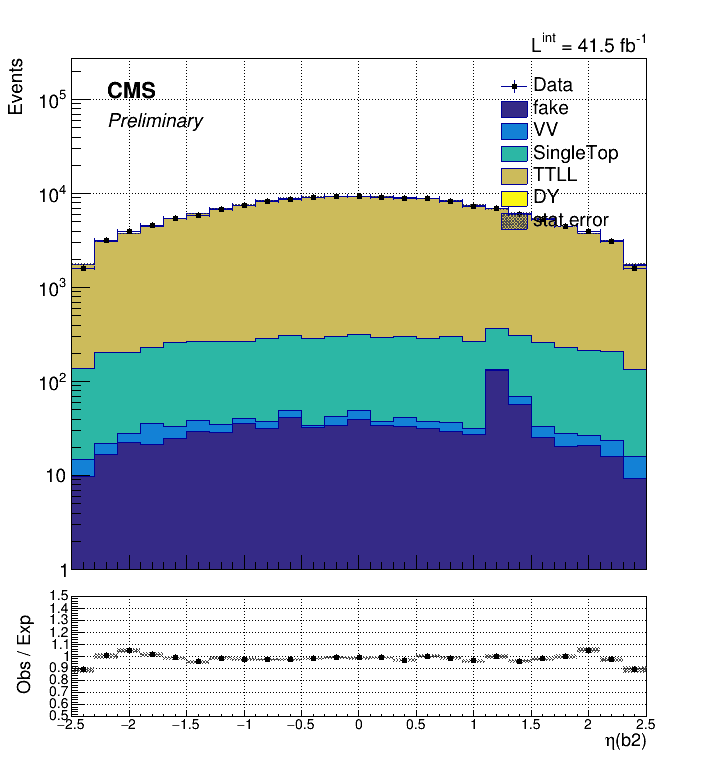 L^int = 41.5 fb^-1
Events
CMS
Preliminary
Data
fake
VV
SingleTop
TTLL
DY
stat.error
10^5
10^4
10^3
10^2
10
1
Obs / Exp
1.5
1.4
1.3
1.2
1.1
1
0.9
0.8
0.7
0.6
0.5
−2.5 −2 −1.5 −1 −0.5 0 0.5 1 1.5 2 2.5
η(b2)